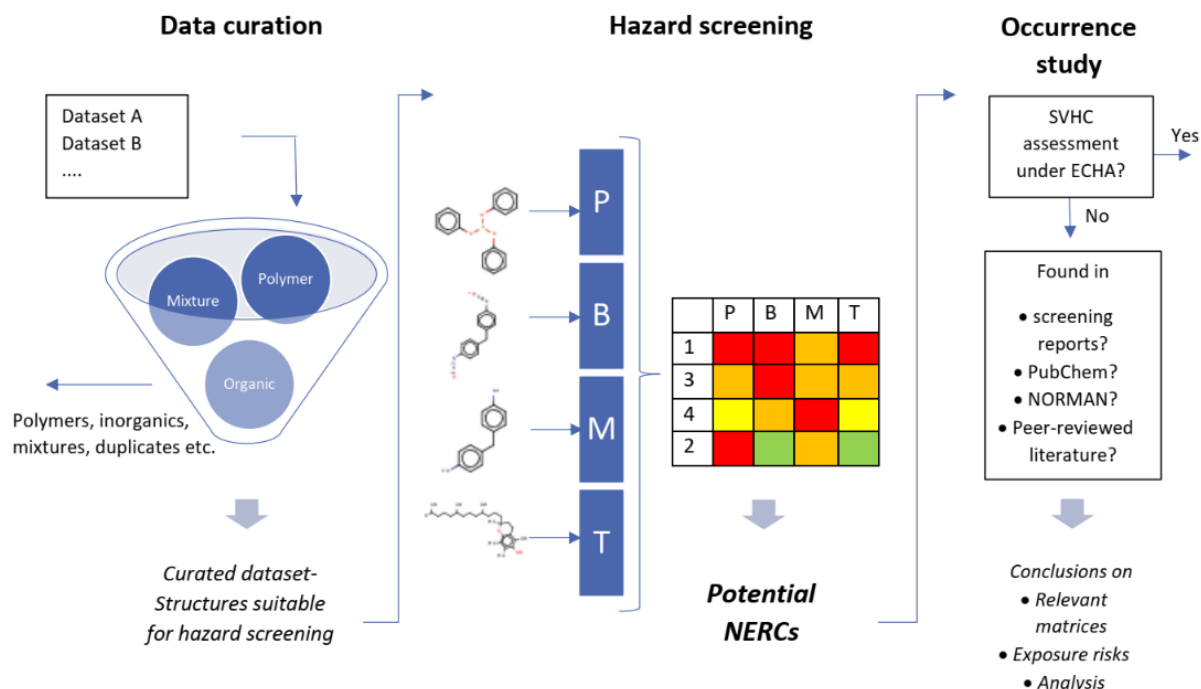 Data curation
Dataset A
Dataset B
....
Mixture
Polymer
Organic
Polymers, inorganics,
mixtures, duplicates etc.
Curated dataset-
Structures suitable
for hazard screening
Hazard screening
P
B
M
T
P B M T
1
3
4
2
Potential
NERCs
Occurrence
study
SVHC
assessment
under ECHA?
Yes
No
Found in
• screening
reports?
• PubChem?
• NORMAN?
• Peer-reviewed
literature?
Conclusions on
• Relevant
matrices
• Exposure risks
• Analysis